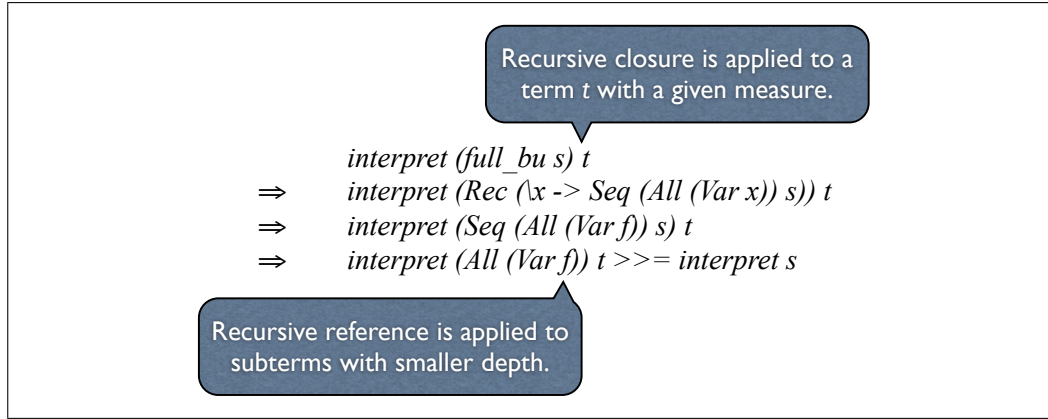 Recursive closure is applied to a
term t with a given measure.
interpret (full_bu s) t
⇒ interpret (Rec (\x -> Seq (All (Var x)) s)) t
⇒ interpret (Seq (All (Var f)) s) t
⇒ interpret (All (Var f)) t >>= interpret s
Recursive reference is applied to
subterms with smaller depth.